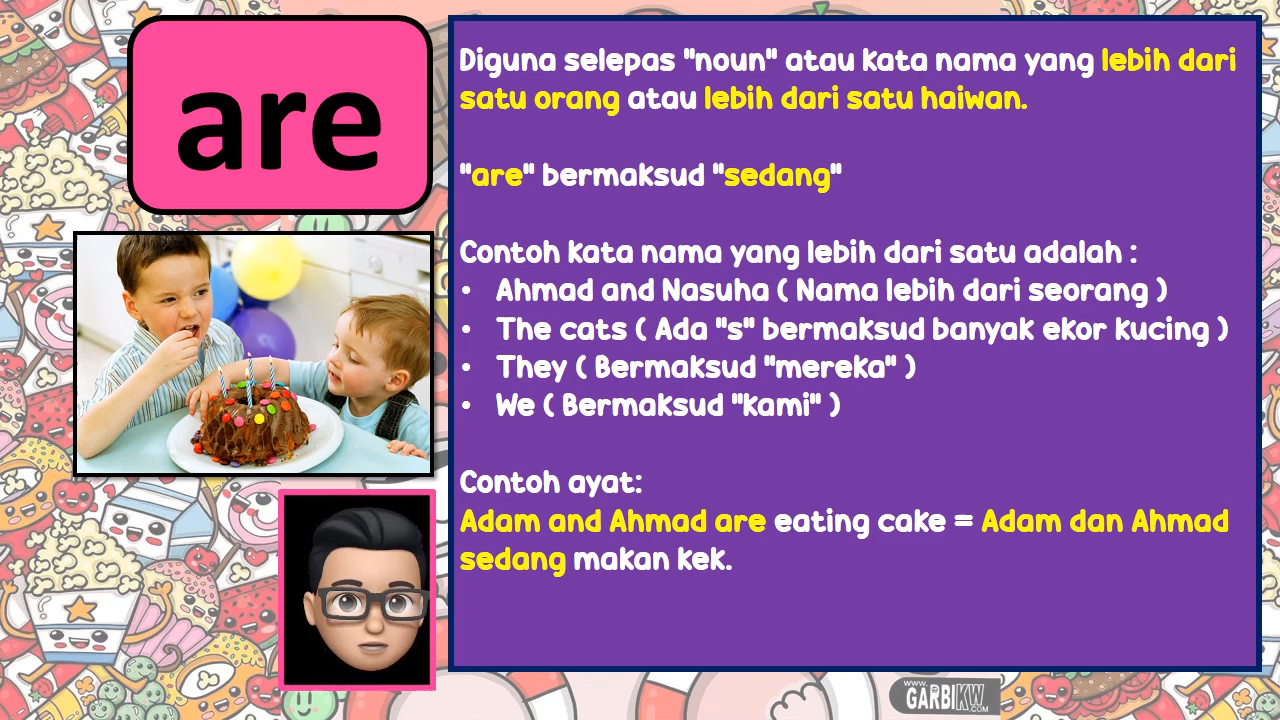 are
Diguna selepas "noun" atau kata nama yang lebih dari
satu orang atau lebih dari satu haiwan.
"are" bermaksud "sedang"
Contoh kata nama yang lebih dari satu adalah :
• Ahmad and Nasuha ( Nama lebih dari seorang )
• The cats ( Ada "s" bermaksud banyak ekor kucing )
• They ( Bermaksud "mereka" )
• We ( Bermaksud "kami" )
Contoh ayat:
Adam and Ahmad are eating cake = Adam dan Ahmad
sedang makan kek.
www.
GARBIKW
.COM